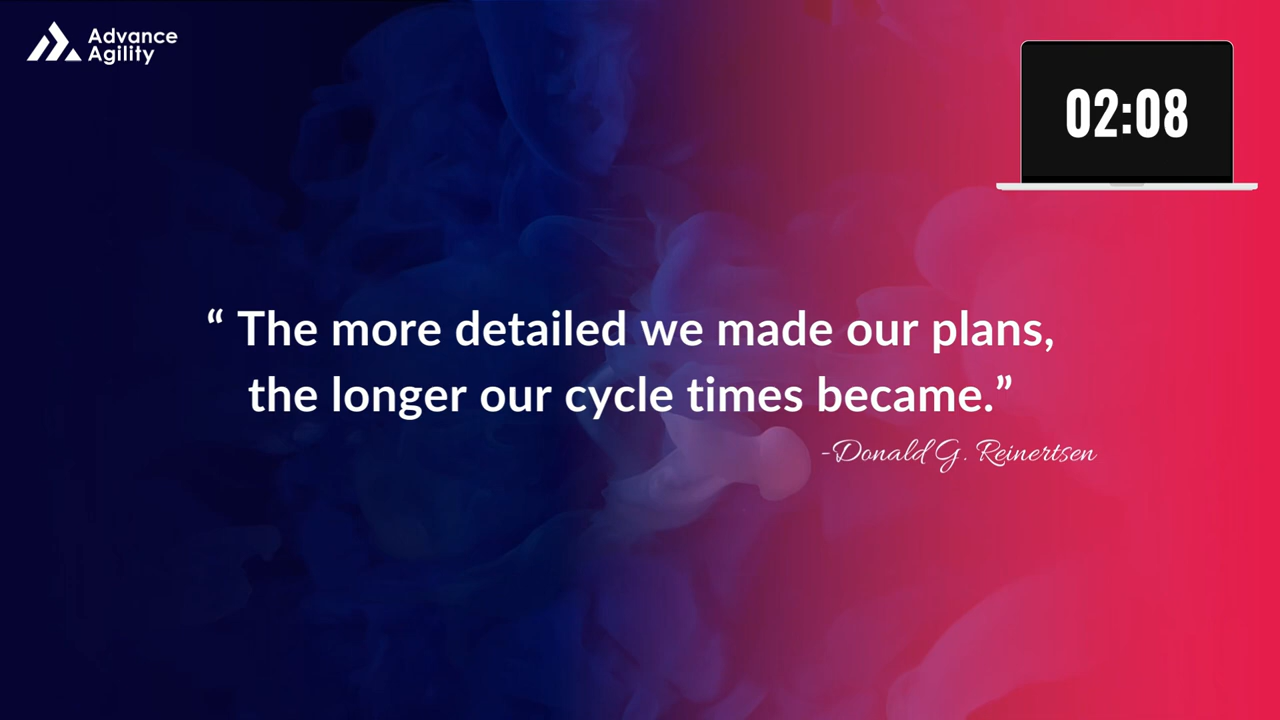 Advance
Agility
02:08
“ The more detailed we made our plans,
the longer our cycle times became.”
-Donald G. Reinertsen